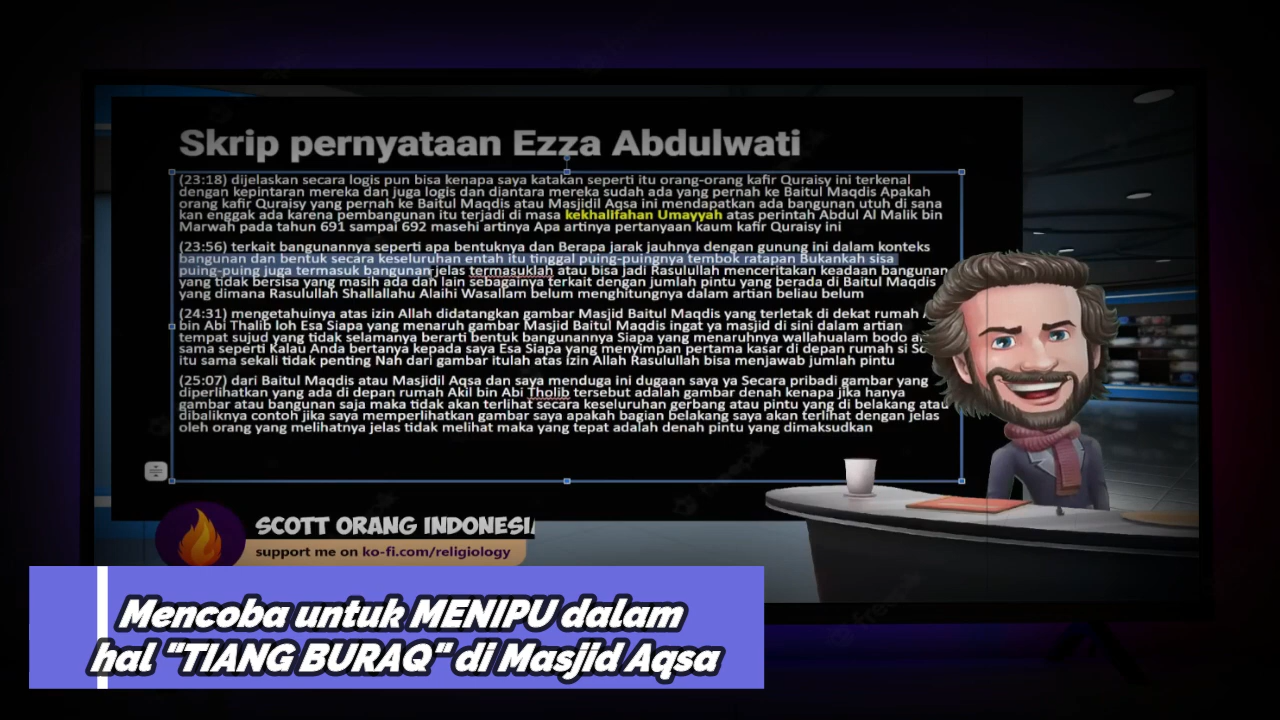 Skrip pernyataan Ezza Abdulwati
(23:18) dijelaskan secara logis pun bisa kenapa saya katakan seperti itu orang-orang kafir Quraisy ini terkenal
dengan kepintaran mereka dan juga logis dan diantara mereka sudah ada yang pernah ke Baitul Maqdis Apakah
orang kafir Quraisy yang pernah ke Baitul Maqdis atau Masjidil Aqsa ini mendapatkan ada bangunan utuh di sana
kan enggak ada karena pembangunan itu terjadi di masa kekhalifahan Umayyah atas perintah Abdul Al Malik bin
Marwah pada tahun 691 sampai 692 masehi artinya Apa artinya pertanyaan kaum kafir Quraisy ini
(23:56) terkait bangunannya seperti apa bentuknya dan Berapa jarak jauhnya dengan gunung ini dalam konteks
bangunan dan bentuk secara keseluruhan entah itu tinggal puing-puingnya tembok ratapan Bukankah sisa
puing-puing juga termasuk bangunan jelas termasuklah atau bisa jadi Rasulullah menceritakan keadaan bangunan
yang tidak bersisa yang masih ada dan lain sebagainya terkait dengan jumlah pintu yang berada di Baitul Maqdis
yang dimana Rasulullah Shallallahu Alaihi Wasallam belum menghitungnya dalam artian beliau belum
(24:31) mengetahuinya atas izin Allah didatangkan gambar Masjid Baitul Maqdis yang terletak di dekat rumah
bin Abi Thalib loh Esa Siapa yang menaruh gambar Masjid Baitul Maqdis ingat ya masjid di sini dalam artian
tempat sujud yang tidak selamanya berarti bentuk bangunannya Siapa yang menaruhnya wallahualam bodo
sama seperti Kalau Anda bertanya kepada saya Esa Siapa yang menyimpan pertama kasar di depan rumah si
itu sama sekali tidak penting Nah dari gambar itulah atas izin Allah Rasulullah bisa menjawab jumlah pintu
(25:07) dari Baitul Maqdis atau Masjidil Aqsa dan saya menduga ini dugaan saya ya Secara pribadi gambar yang
diperlihatkan yang ada di depan rumah Akil bin Abi Tholib tersebut adalah gambar denah kenapa jika hanya
gambar atau bangunan saja maka tidak akan terlihat secara keseluruhan gerbang atau pintu yang di belakang atau
dibaliknya contoh jika saya memperlihatkan gambar saya apakah bagian belakang saya akan terlihat dengan jelas
oleh orang yang melihatnya jelas tidak melihat maka yang tepat adalah denah pintu yang dimaksudkan
SCOTT ORANG INDONESIA
support me on ko-fi.com/religiology
Mencoba untuk MENIPU dalam
hal "TIANG BURAQ" di Masjid Aqsa